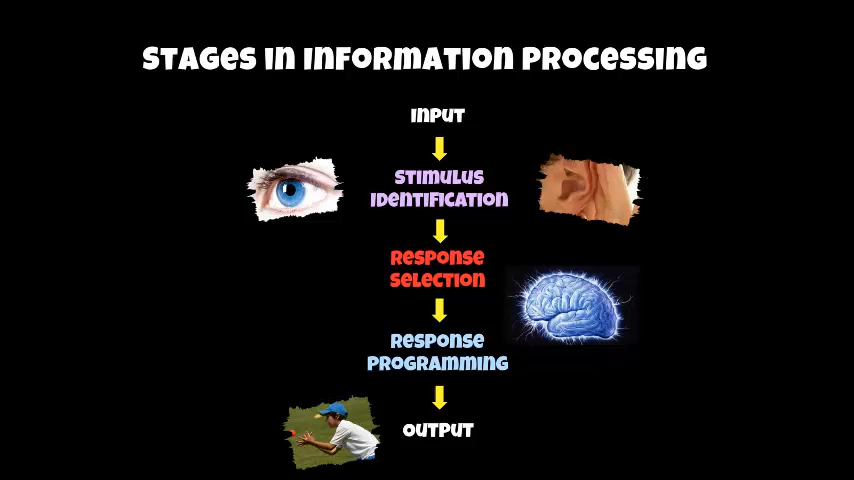 STAGES IN INFORMATION PROCESSING
INPUT
STIMULUS
IDENTIFICATION
RESPONSE
SELECTION
RESPONSE
PROGRAMMING
OUTPUT